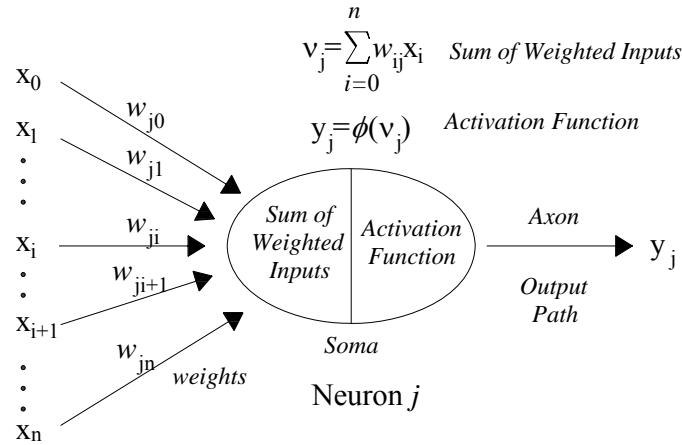 n
νj=∑wijxi Sum of Weighted Inputs
i=0
x0
wj0
yj=ϕ(νj) Activation Function
x1
wj1
xi
wji
Sum of Weighted Inputs
Activation Function
Axon
yj
wji+1
Output Path
xi+1
wjn
weights
Soma
Neuron j
xn